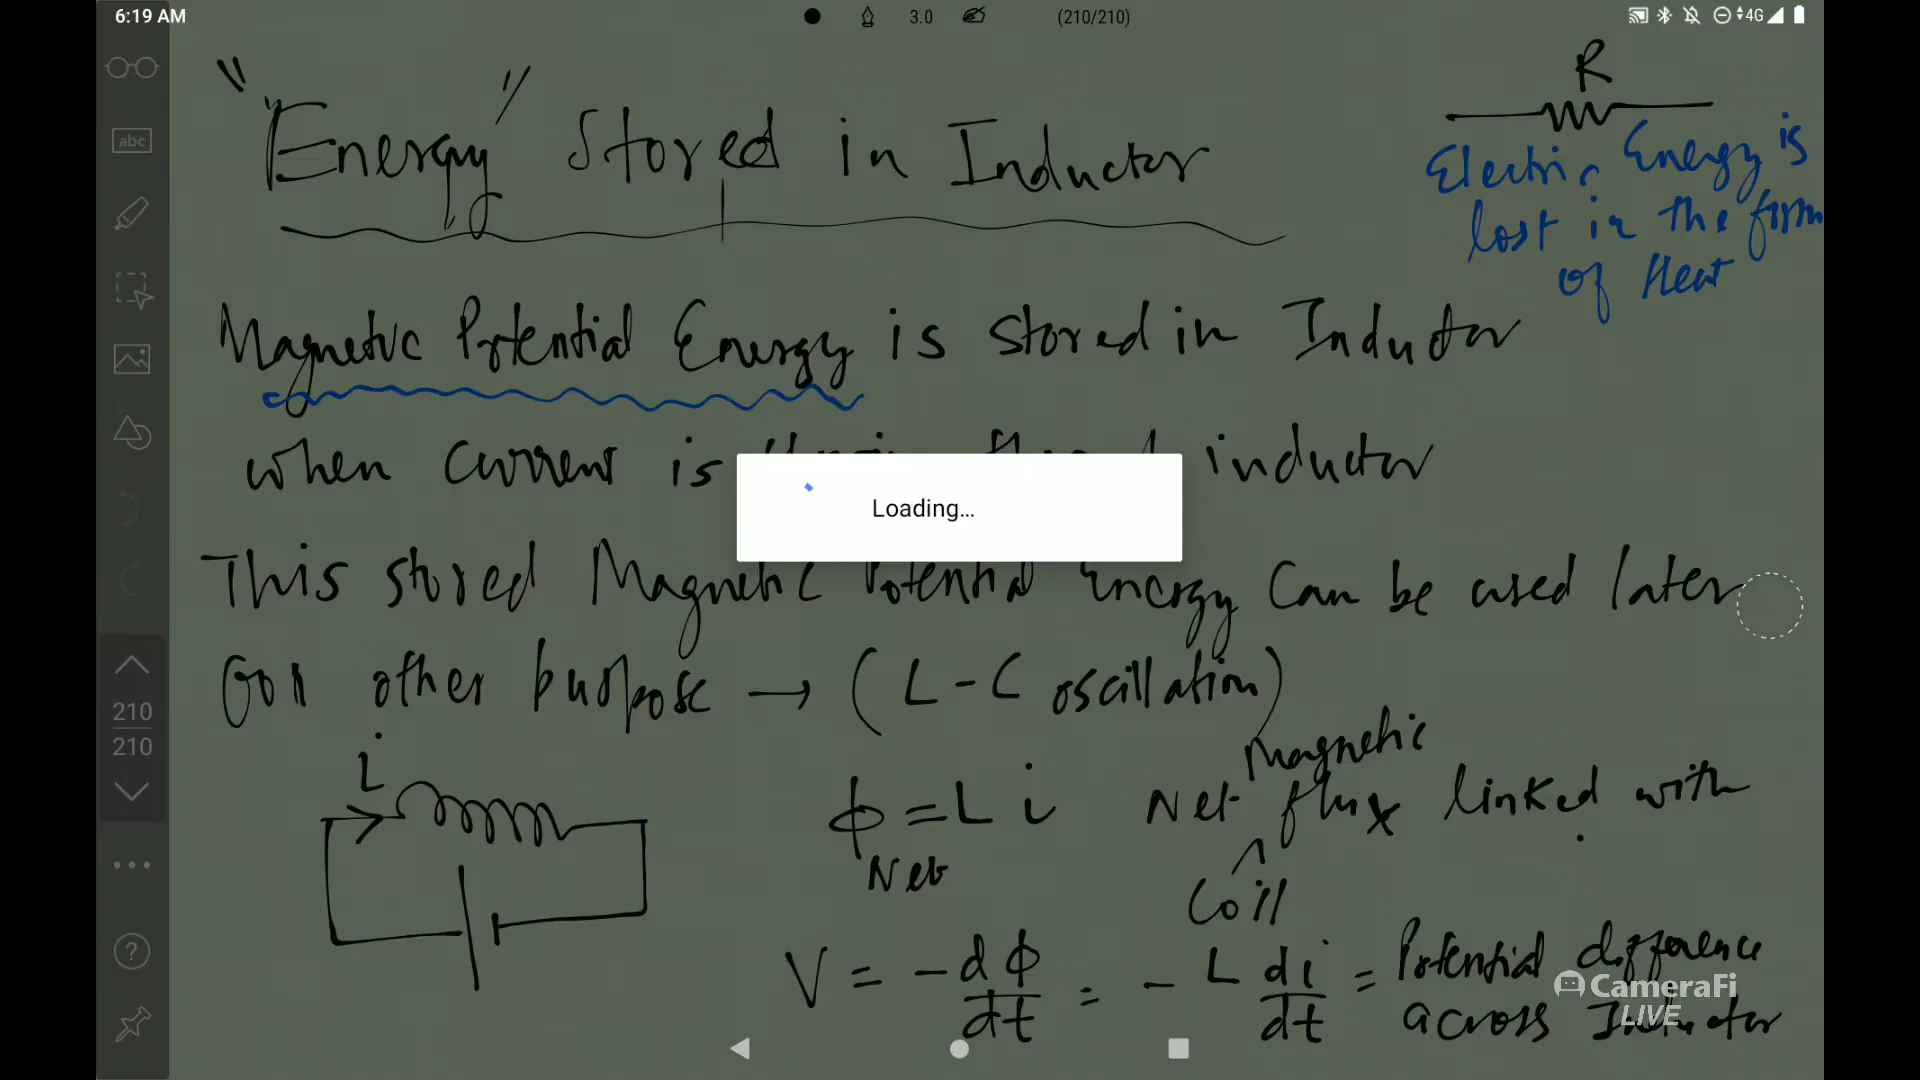 6:19 AM
3.0
(210/210)
4G
R
"Energy" Stored in Inductor
Electric Energy is
lost in the form
of Heat
abc
Magnetic Potential Energy is stored in Inductor
when current is inductor
Loading...
This stored Magnetic Potential Energy Can be used later
for other purpose → (L-C oscillation)
210
210
i
Φ = L i Net Magnetic flux linked with
Net
Coil
V = -dΦ/dt = -L di/dt = Potential difference
across Inductor
CameraFi
LIVE